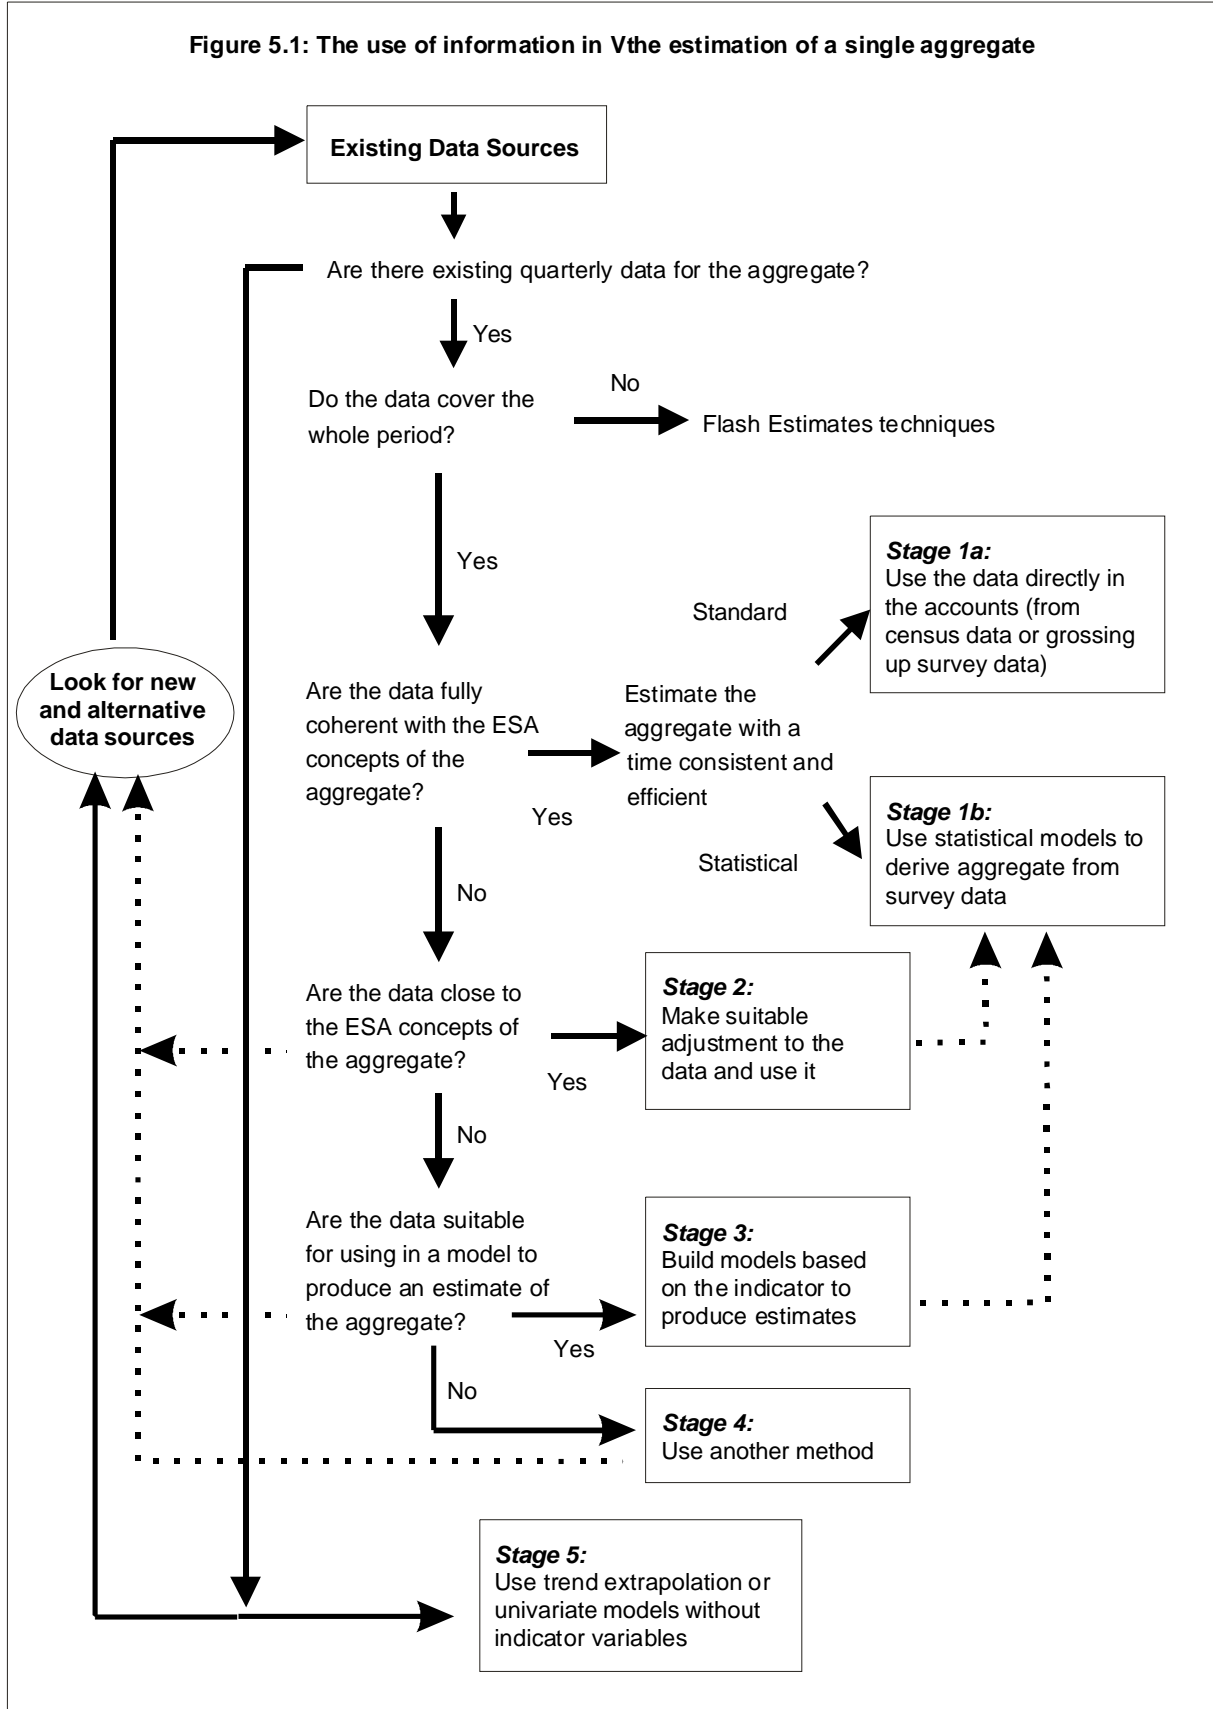 Figure 5.1: The use of information in Vthe estimation of a single aggregate
Existing Data Sources
Are there existing quarterly data for the aggregate?
Yes
Do the data cover the
whole period?
No
Flash Estimates techniques
Yes
Standard
Stage 1a:
Use the data directly in
the accounts (from
census data or grossing
up survey data)
Look for new
and alternative
data sources
Are the data fully
coherent with the ESA
concepts of the
aggregate?
Yes
Estimate the
aggregate with a
time consistent and
efficient
Statistical
Stage 1b:
Use statistical models to
derive aggregate from
survey data
No
Are the data close to
the ESA concepts of
the aggregate?
Yes
Stage 2:
Make suitable
adjustment to the
data and use it
No
Are the data suitable
for using in a model to
produce an estimate of
the aggregate?
Yes
Stage 3:
Build models based
on the indicator to
produce estimates
No
Stage 4:
Use another method
Stage 5:
Use trend extrapolation or
univariate models without
indicator variables